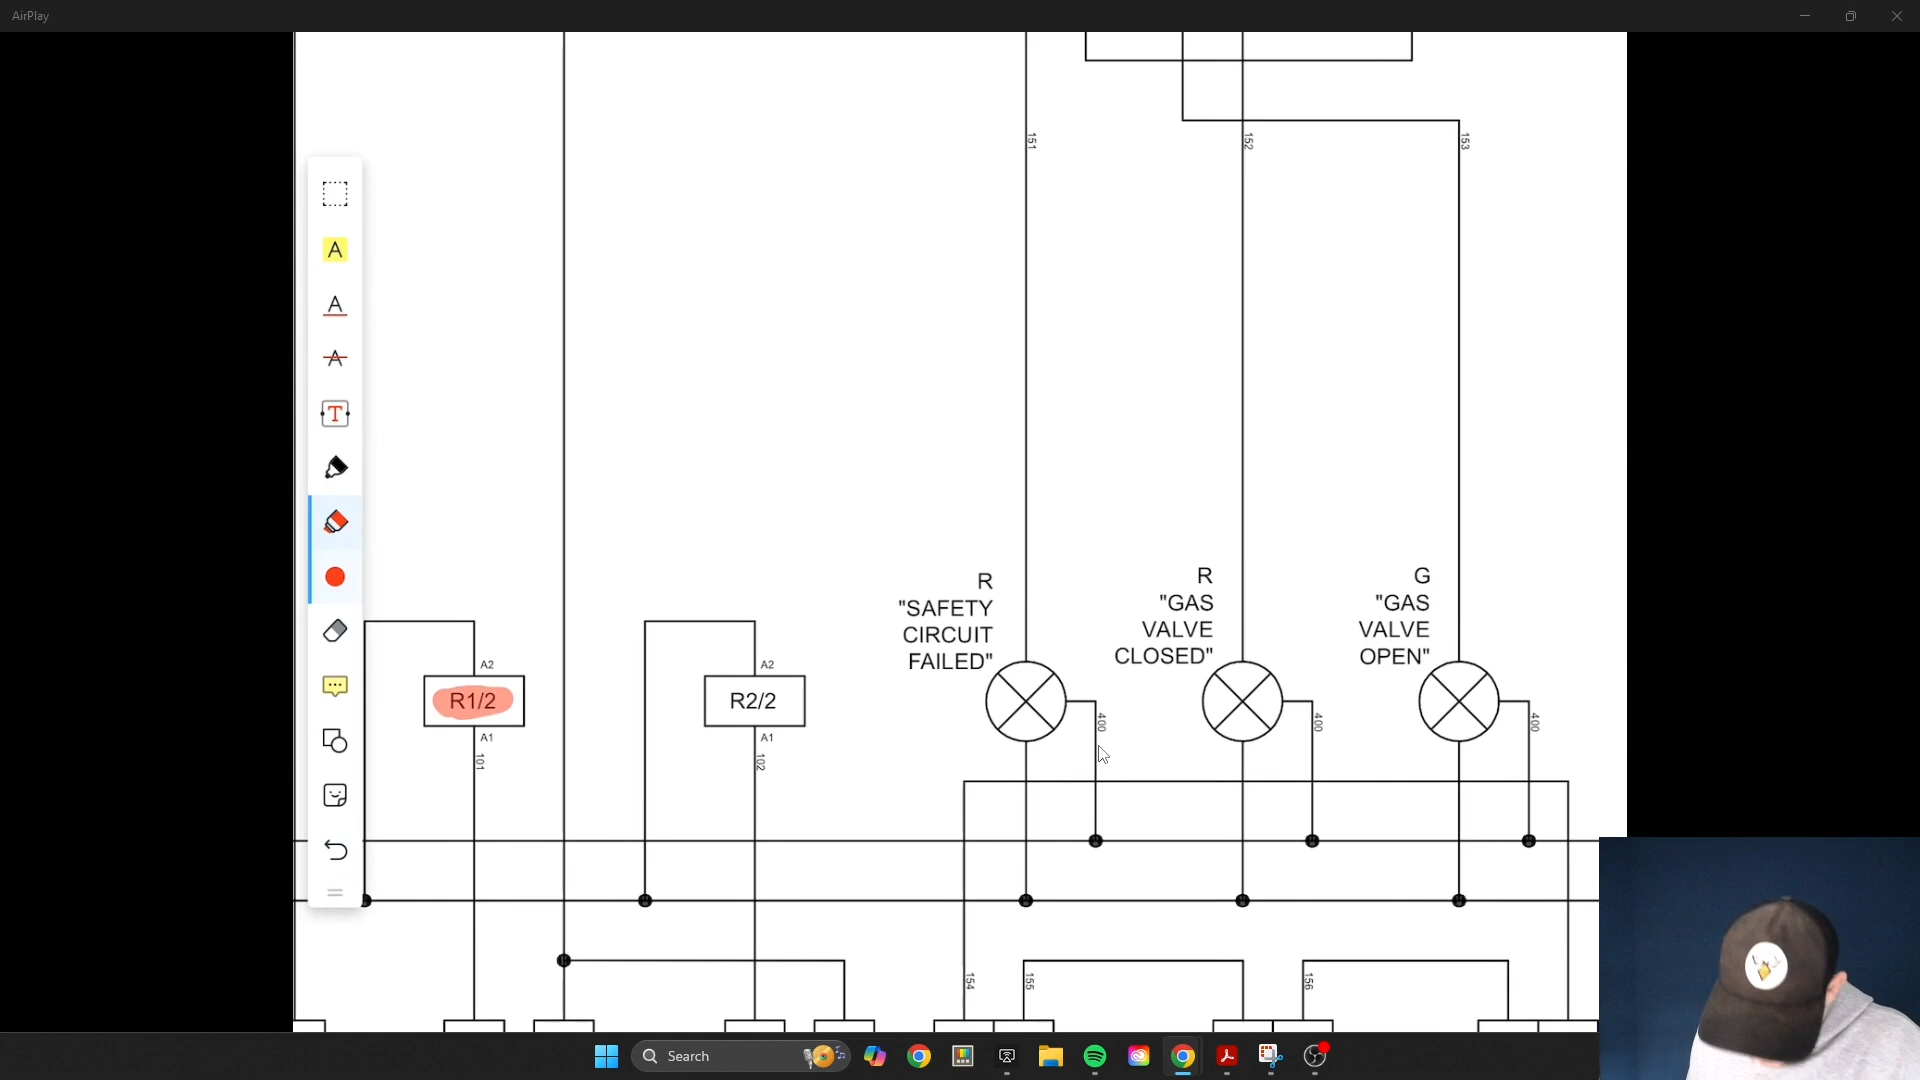 AirPlay
151
152
153
A
A
A
T
R
"SAFETY
CIRCUIT
FAILED"
R
"GAS
VALVE
CLOSED"
G
"GAS
VALVE
OPEN"
A2
R1/2
A1
101
A2
R2/2
A1
102
400
400
400
154
155
156
Search